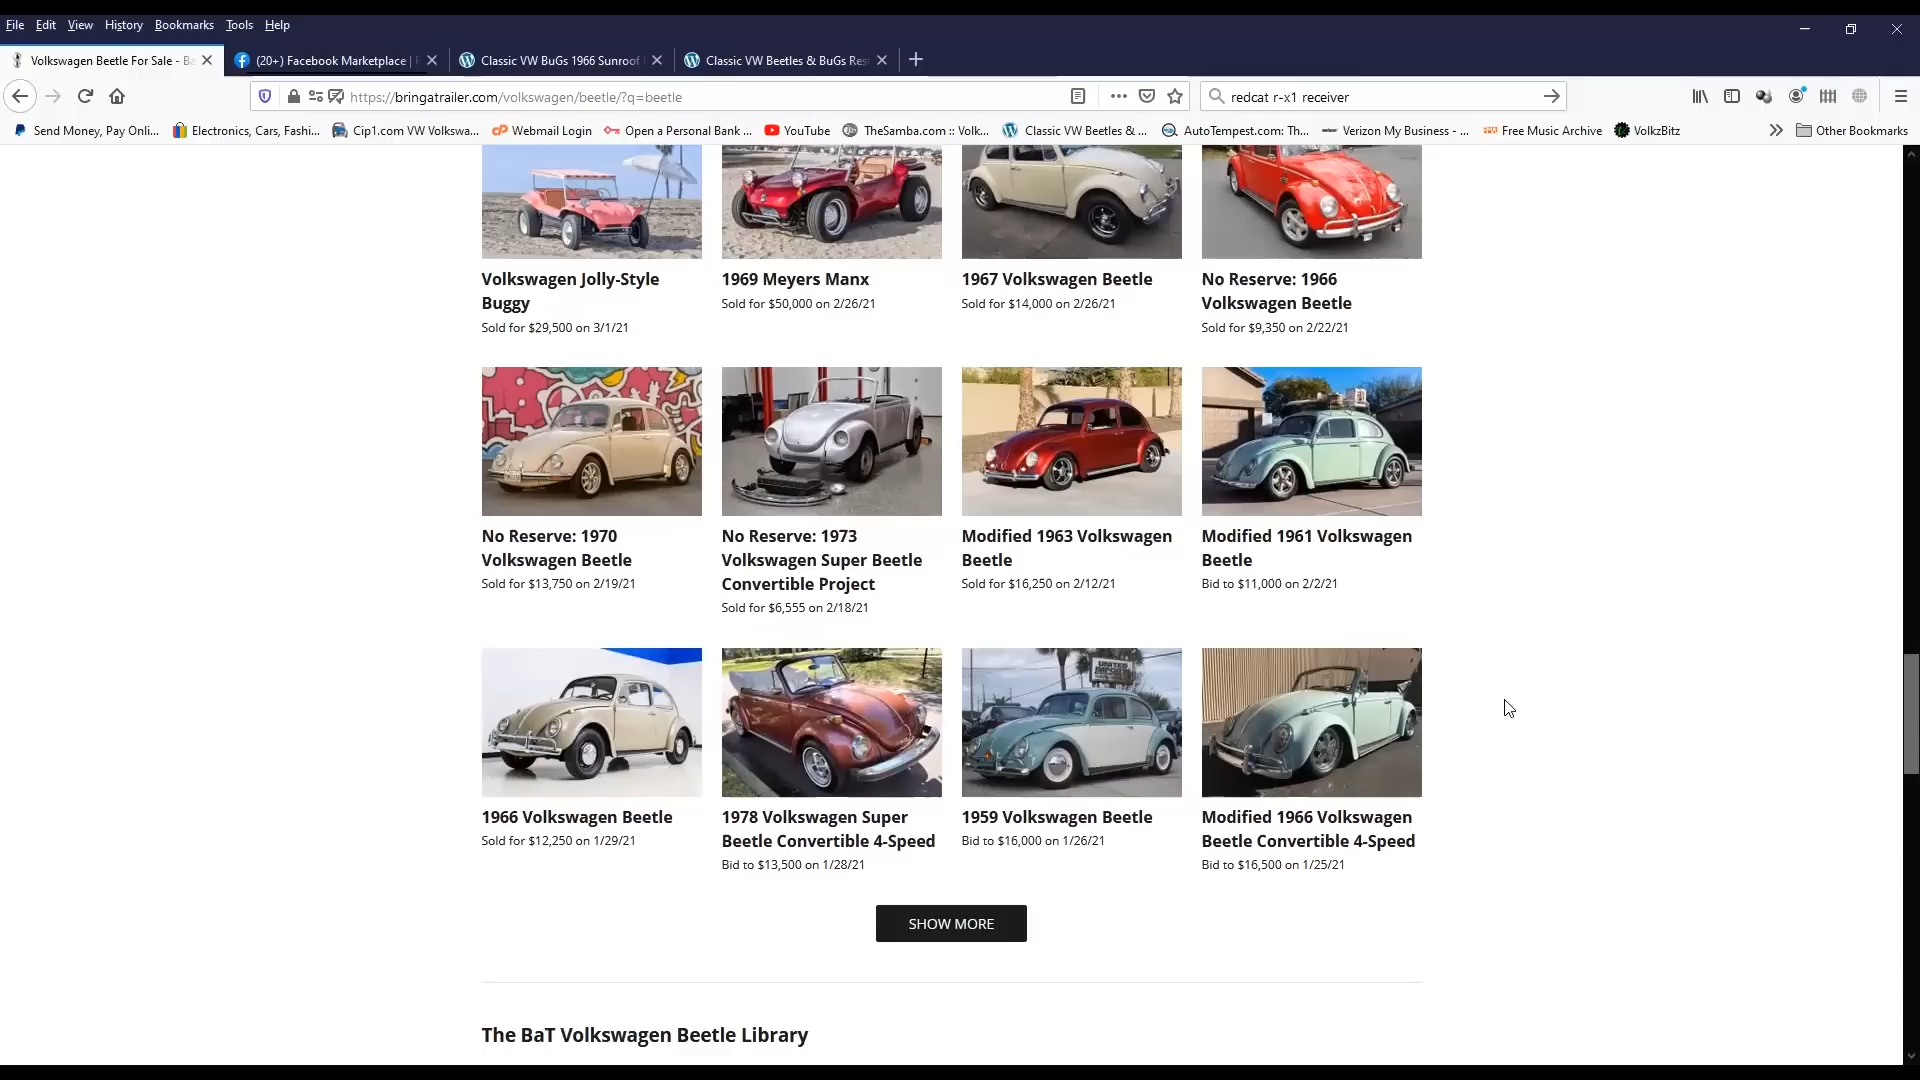 File Edit View History Bookmarks Tools Help
Volkswagen Beetle For Sale - Ba
(20+) Facebook Marketplace |
Classic VW BuGs 1966 Sunroof
Classic VW Beetles & BuGs Res
https://bringatrailer.com/volkswagen/beetle/?q=beetle
redcat r-x1 receiver
Send Money, Pay Onli...
Electronics, Cars, Fashi...
Cip1.com VW Volkswa...
Webmail Login
Open a Personal Bank ...
YouTube
TheSamba.com :: Volk...
Classic VW Beetles & ...
AutoTempest.com: Th...
Verizon My Business - ...
Free Music Archive
VolkzBitz
Other Bookmarks
Volkswagen Jolly-Style
Buggy
Sold for $29,500 on 3/1/21
1969 Meyers Manx
Sold for $50,000 on 2/26/21
1967 Volkswagen Beetle
Sold for $14,000 on 2/26/21
No Reserve: 1966
Volkswagen Beetle
Sold for $9,350 on 2/22/21
No Reserve: 1970
Volkswagen Beetle
Sold for $13,750 on 2/19/21
No Reserve: 1973
Volkswagen Super Beetle
Convertible Project
Sold for $6,555 on 2/18/21
Modified 1963 Volkswagen
Beetle
Sold for $16,250 on 2/12/21
Modified 1961 Volkswagen
Beetle
Bid to $11,000 on 2/2/21
UNITED
IMPORTS
1966 Volkswagen Beetle
Sold for $12,250 on 1/29/21
1978 Volkswagen Super
Beetle Convertible 4-Speed
Bid to $13,500 on 1/28/21
1959 Volkswagen Beetle
Bid to $16,000 on 1/26/21
Modified 1966 Volkswagen
Beetle Convertible 4-Speed
Bid to $16,500 on 1/25/21
SHOW MORE
The BaT Volkswagen Beetle Library